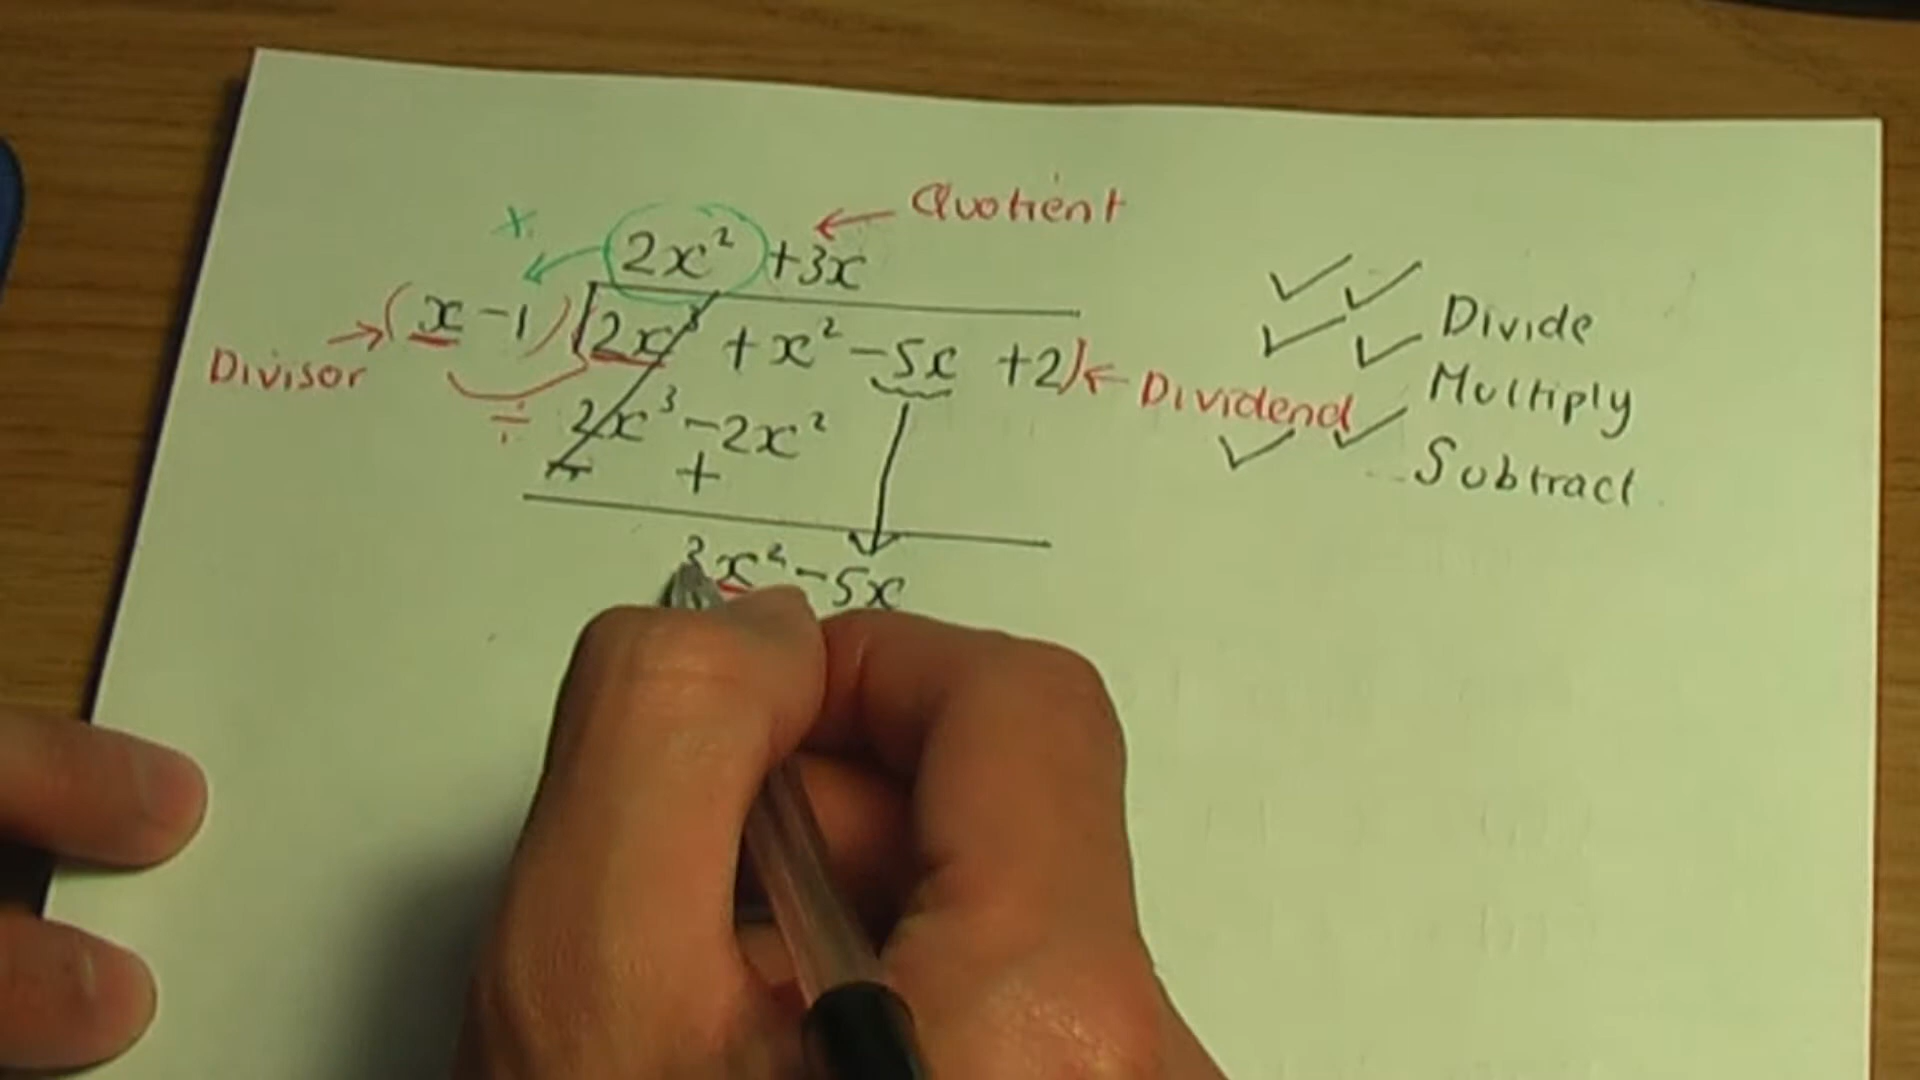 Quotient
×
2x² +3x
(x -1) 2x³ + x² - 5x +2)
Divisor
Dividend
÷
2x³ - 2x²
- +
3x² - 5x
✓ ✓ Divide
✓ ✓ Multiply
✓ ✓ Subtract